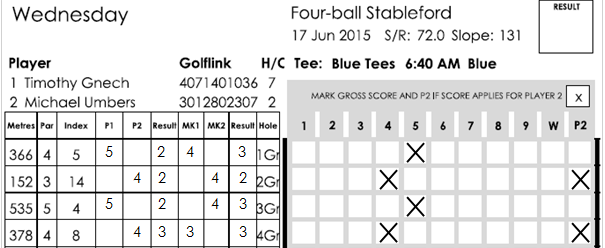 Wednesday Four-ball Stableford RESULT
17 Jun 2015 S/R: 72.0 Slope: 131
Player Golflink H/C Tee: Blue Tees 6:40 AM Blue
1 Timothy Gnech 4071401036 7
2 Michael Umbers 3012802307 2
MARK GROSS SCORE AND P2 IF SCORE APPLIES FOR PLAYER 2 X
Metres Par Index P1 P2 Result MK1 MK2 Result Hole 1 2 3 4 5 6 7 8 9 W P2
366 4 5 5 2 4 3 1Gr X
152 3 14 4 2 4 2 2Gr X X
535 5 4 5 2 4 3 3Gr X
378 4 8 4 3 3 3 4Gr X X